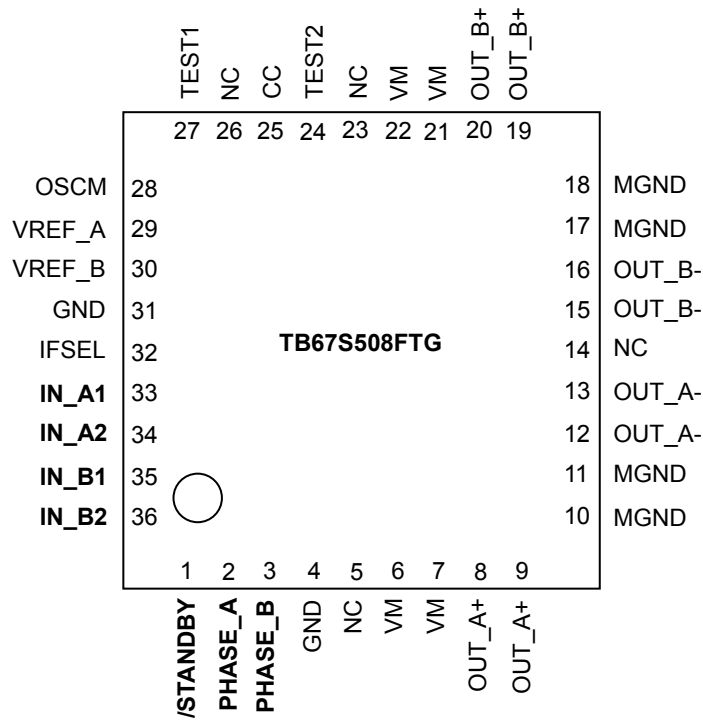 TEST1 NC CC TEST2 NC VM VM OUT_B+ OUT_B+
27 26 25 24 23 22 21 20 19
OSCM 28 18 MGND
VREF_A 29 17 MGND
VREF_B 30 16 OUT_B-
GND 31 15 OUT_B-
IFSEL 32 TB67S508FTG 14 NC
IN_A1 33 13 OUT_A-
IN_A2 34 12 OUT_A-
IN_B1 35 11 MGND
IN_B2 36 10 MGND
1 2 3 4 5 6 7 8 9
/STANDBY PHASE_A PHASE_B GND NC VM VM OUT_A+ OUT_A+